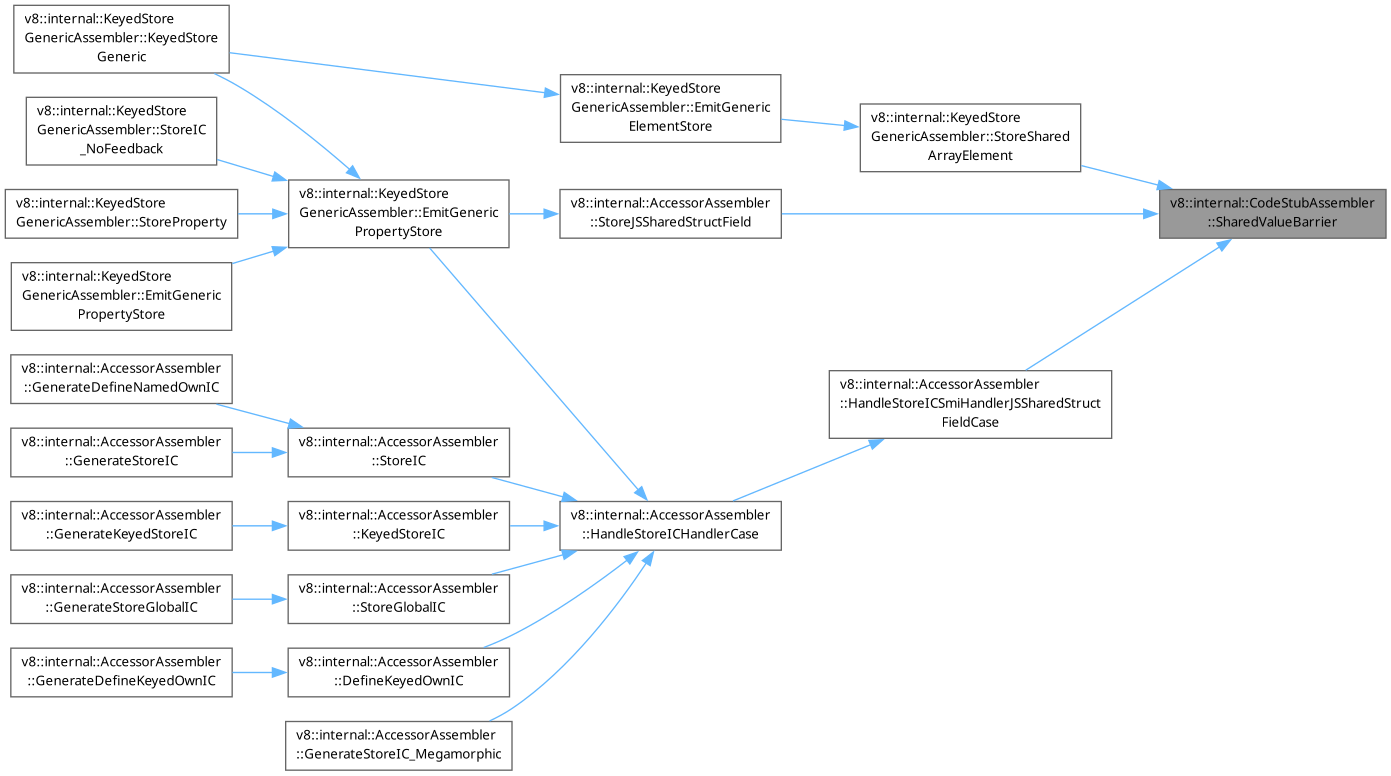 v8::internal::KeyedStore
GenericAssembler::KeyedStore
Generic
v8::internal::KeyedStore
GenericAssembler::StoreIC
_NoFeedback
v8::internal::KeyedStore
GenericAssembler::StoreProperty
v8::internal::KeyedStore
GenericAssembler::EmitGeneric
PropertyStore
v8::internal::AccessorAssembler
::GenerateDefineNamedOwnIC
v8::internal::AccessorAssembler
::GenerateStoreIC
v8::internal::AccessorAssembler
::GenerateKeyedStoreIC
v8::internal::AccessorAssembler
::GenerateStoreGlobalIC
v8::internal::AccessorAssembler
::GenerateDefineKeyedOwnIC
v8::internal::KeyedStore
GenericAssembler::EmitGeneric
PropertyStore
v8::internal::AccessorAssembler
::StoreIC
v8::internal::AccessorAssembler
::KeyedStoreIC
v8::internal::AccessorAssembler
::StoreGlobalIC
v8::internal::AccessorAssembler
::DefineKeyedOwnIC
v8::internal::AccessorAssembler
::GenerateStoreIC_Megamorphic
v8::internal::KeyedStore
GenericAssembler::EmitGeneric
ElementStore
v8::internal::AccessorAssembler
::StoreJSSharedStructField
v8::internal::AccessorAssembler
::HandleStoreICHandlerCase
v8::internal::KeyedStore
GenericAssembler::StoreShared
ArrayElement
v8::internal::AccessorAssembler
::HandleStoreICSmiHandlerJSSharedStruct
FieldCase
v8::internal::CodeStubAssembler
::SharedValueBarrier